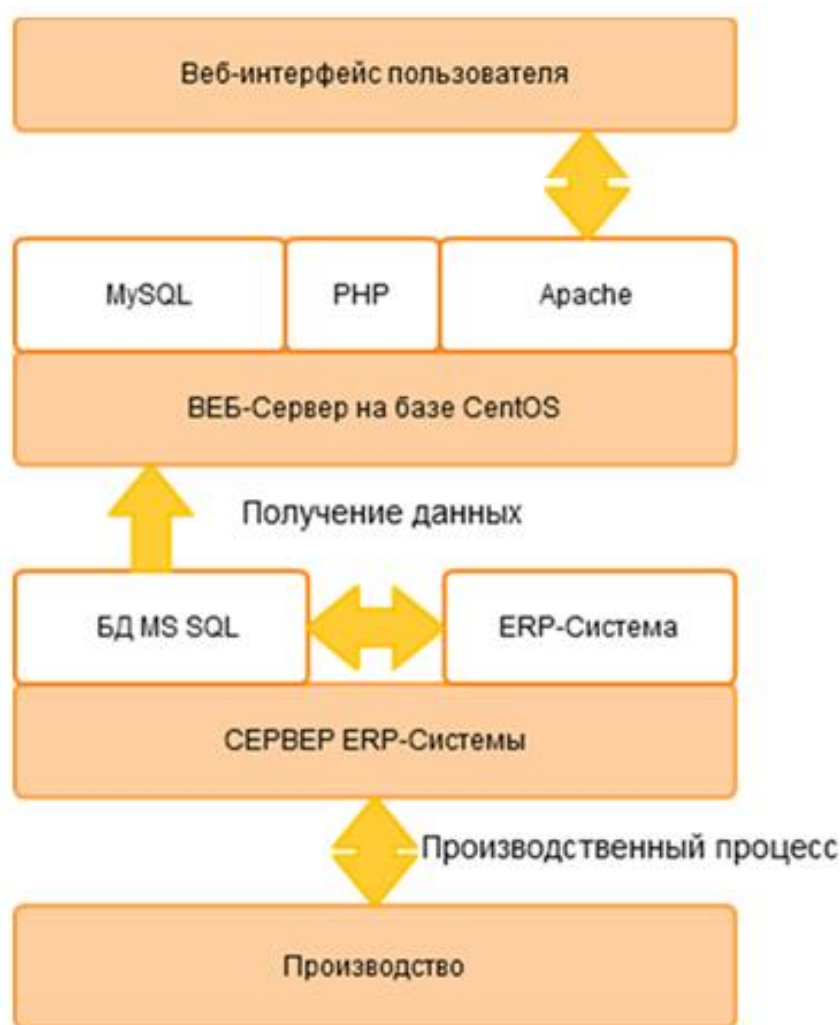 Веб-интерфейс пользователя
MySQL
PHP
Apache
ВЕБ-Сервер на базе CentOS
Получение данных
БД MS SQL
ERP-Система
СЕРВЕР ERP-Системы
Производственный процесс
Производство